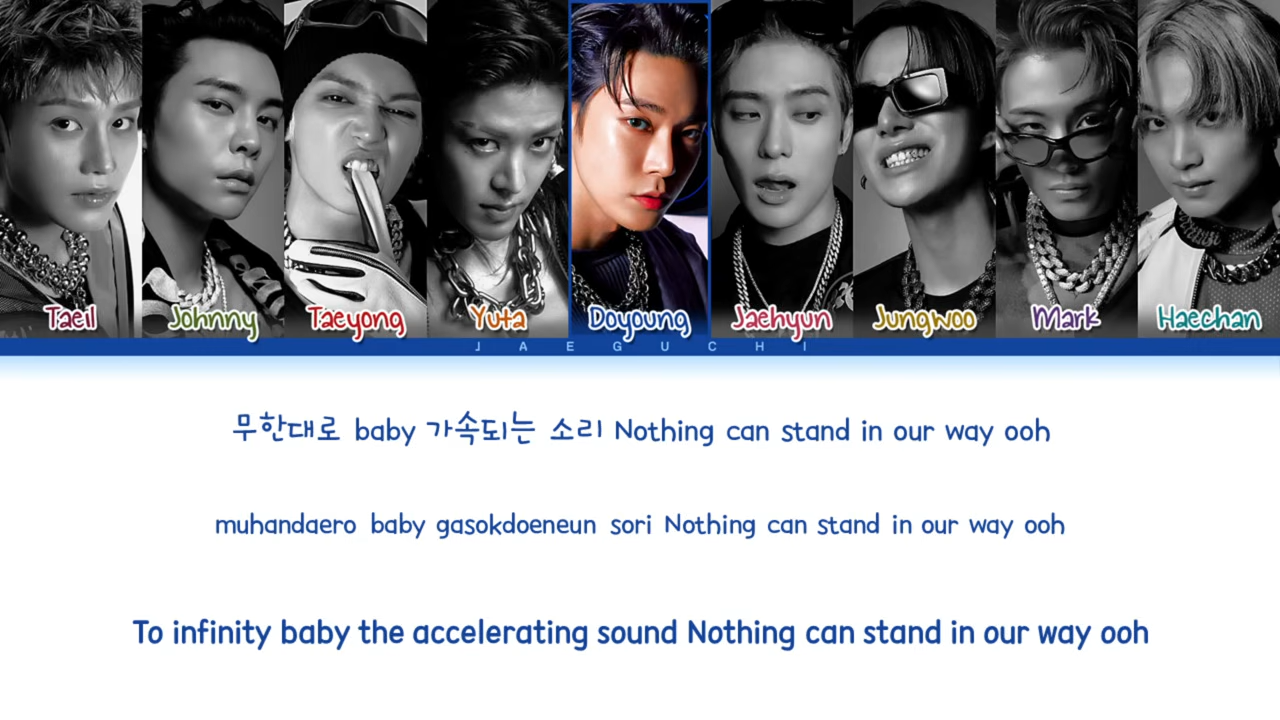 Taeil Johnny Taeyong Yuta Doyoung Jaehyun Jungwoo Mark Haechan
JAEGUCHI
무한대로 baby 가속되는 소리 Nothing can stand in our way ooh
muhandaero baby gasokdoeneun sori Nothing can stand in our way ooh
To infinity baby the accelerating sound Nothing can stand in our way ooh